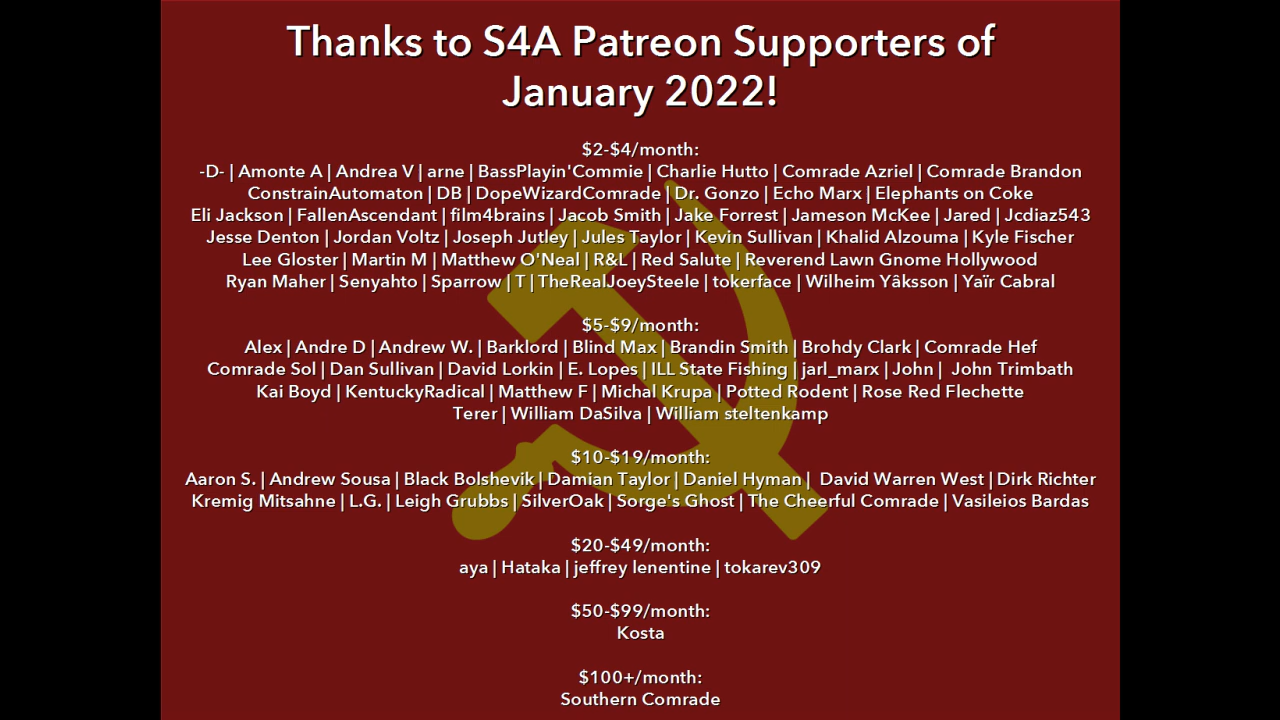 Thanks to S4A Patreon Supporters of
January 2022!
$2-$4/month:
-D- | Amonte A | Andrea V | arne | BassPlayin'Commie | Charlie Hutto | Comrade Azriel | Comrade Brandon
ConstrainAutomaton | DB | DopeWizardComrade | Dr. Gonzo | Echo Marx | Elephants on Coke
Eli Jackson | FallenAscendant | film4brains | Jacob Smith | Jake Forrest | Jameson McKee | Jared | Jcdiaz543
Jesse Denton | Jordan Voltz | Joseph Jutley | Jules Taylor | Kevin Sullivan | Khalid Alzouma | Kyle Fischer
Lee Gloster | Martin M | Matthew O'Neal | R&L | Red Salute | Reverend Lawn Gnome Hollywood
Ryan Maher | Senyahto | Sparrow | T | TheRealJoeySteele | tokerface | Wilheim Yâksson | Yaïr Cabral
$5-$9/month:
Alex | Andre D | Andrew W. | Barklord | Blind Max | Brandin Smith | Brohdy Clark | Comrade Hef
Comrade Sol | Dan Sullivan | David Lorkin | E. Lopes | ILL State Fishing | jarl_marx | John |  John Trimbath
Kai Boyd | KentuckyRadical | Matthew F | Michal Krupa | Potted Rodent | Rose Red Flechette
Terer | William DaSilva | William steltenkamp
$10-$19/month:
Aaron S. | Andrew Sousa | Black Bolshevik | Damian Taylor | Daniel Hyman |  David Warren West | Dirk Richter
Kremig Mitsahne | L.G. | Leigh Grubbs | SilverOak | Sorge's Ghost | The Cheerful Comrade | Vasileios Bardas
$20-$49/month:
aya | Hataka | jeffrey lenentine | tokarev309
$50-$99/month:
Kosta
$100+/month:
Southern Comrade